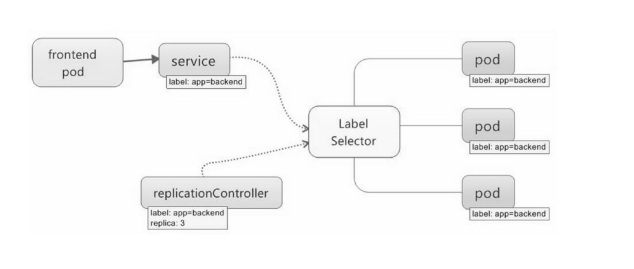 frontend
pod
service
label: app=backend
Label
Selector
replicationController
label: app=backend
replica: 3
pod
label: app=backend
pod
label: app=backend
pod
label: app=backend